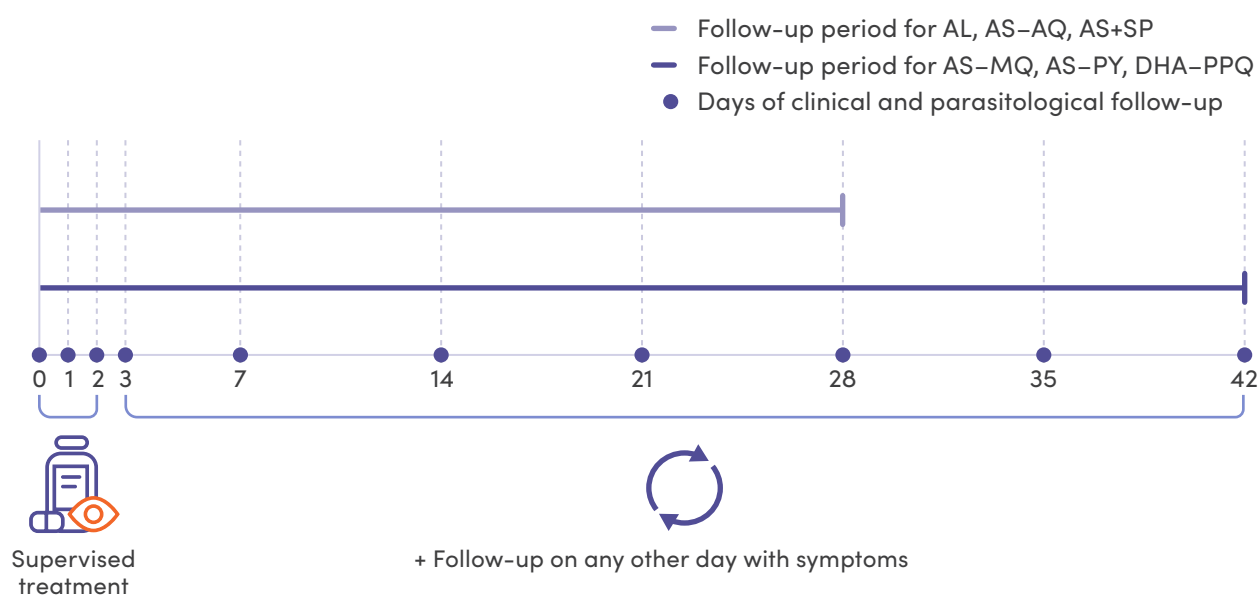 Follow-up period for AL, AS–AQ, AS+SP
Follow-up period for AS–MQ, AS–PY, DHA–PPQ
Days of clinical and parasitological follow-up
0 1 2 3 7 14 21 28 35 42
Supervised
treatment
+ Follow-up on any other day with symptoms